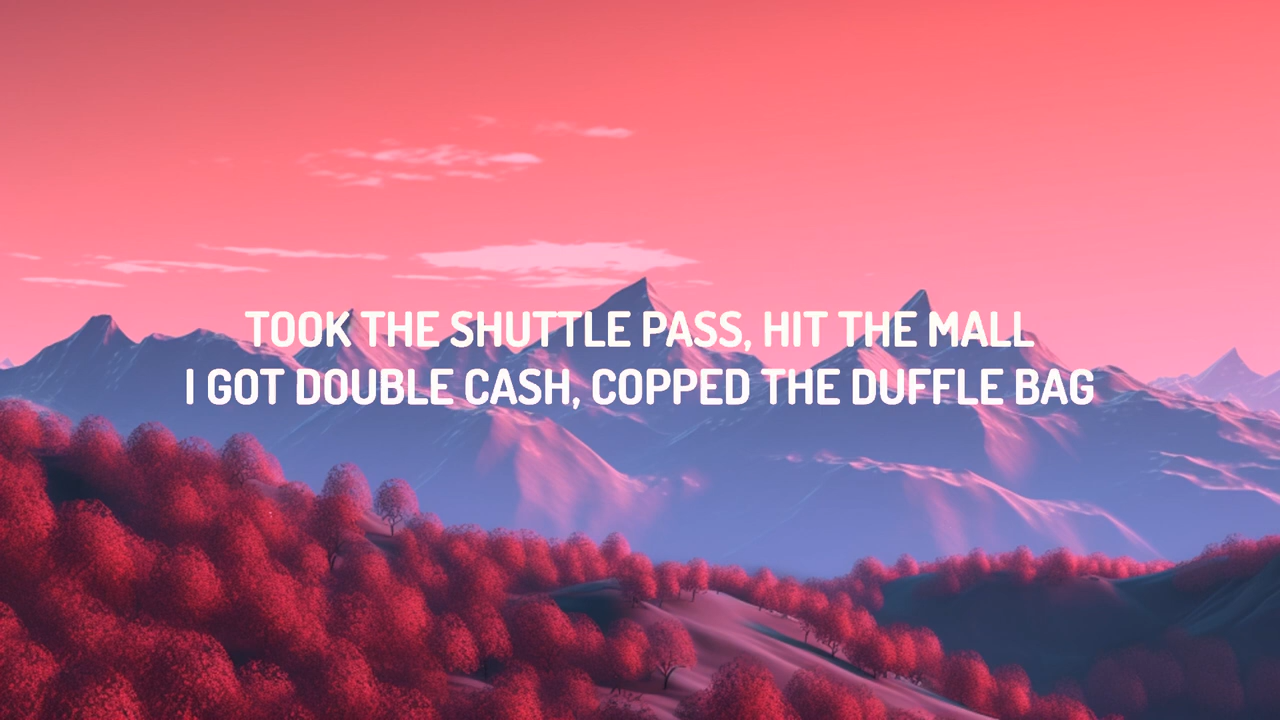 TOOK THE SHUTTLE PASS, HIT THE MALL
I GOT DOUBLE CASH, COPPED THE DUFFLE BAG